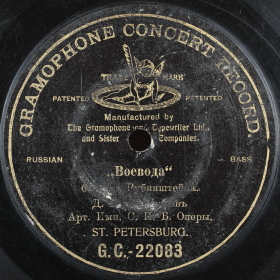 GRAMOPHONE CONCERT RECORD.
TRADE MARK
PATENTED PATENTED
Manufactured by
The Gramophone and Typewriter Ltd.,
and Sister Companies.
RUSSIAN BASS
„Воевода“
Рубинштейна.
Арт. Имп. С. П. Б. Оперы.
ST. PETERSBURG.
G.C.-22083